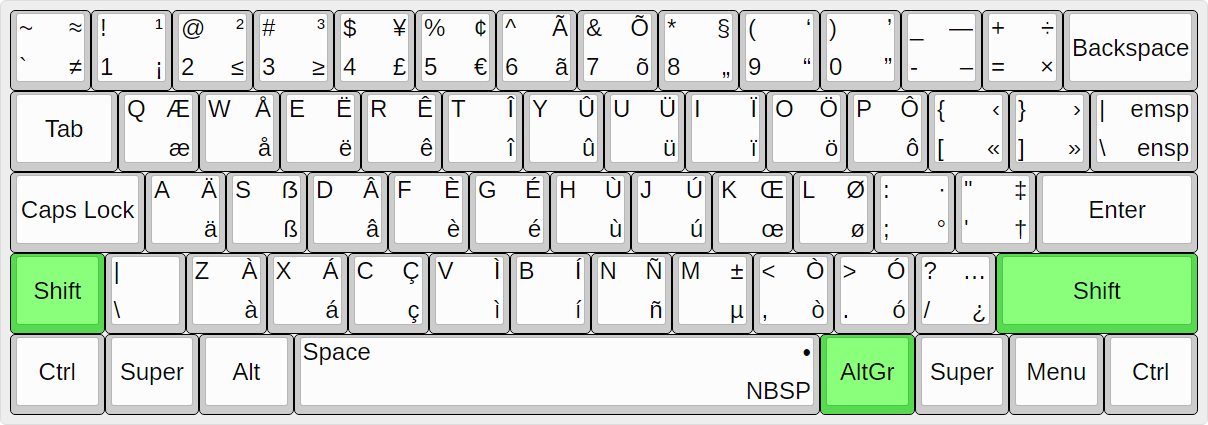 ~ ≈ ! ¹ @ ² # ³ $ ¥ % ¢ ^ Ã & Õ * § ( ‘ ) ’ _ — + ÷ Backspace
` ≠ 1 ¡ 2 ≤ 3 ≥ 4 £ 5 € 6 ã 7 õ 8 „ 9 “ 0 ” - – = ×
Tab Q Æ W Å E Ë R Ê T Î Y Û U Ü I Ï O Ö P Ô { ‹ } › | emsp
æ å ë ê î û ü ï ö ô [ « ] » \ ensp
Caps Lock A Ä S ẞ D Â F È G É H Ù J Ú K Œ L Ø : · " ‡ Enter
ä ß â è é ù ú œ ø ; ° ' †
Shift | Z À X Á C Ç V Ì B Í N Ñ M ± < Ò > Ó ? … Shift
\ à á ç ì í ñ µ , ò . ó / ¿
Ctrl Super Alt Space • AltGr Super Menu Ctrl
NBSP